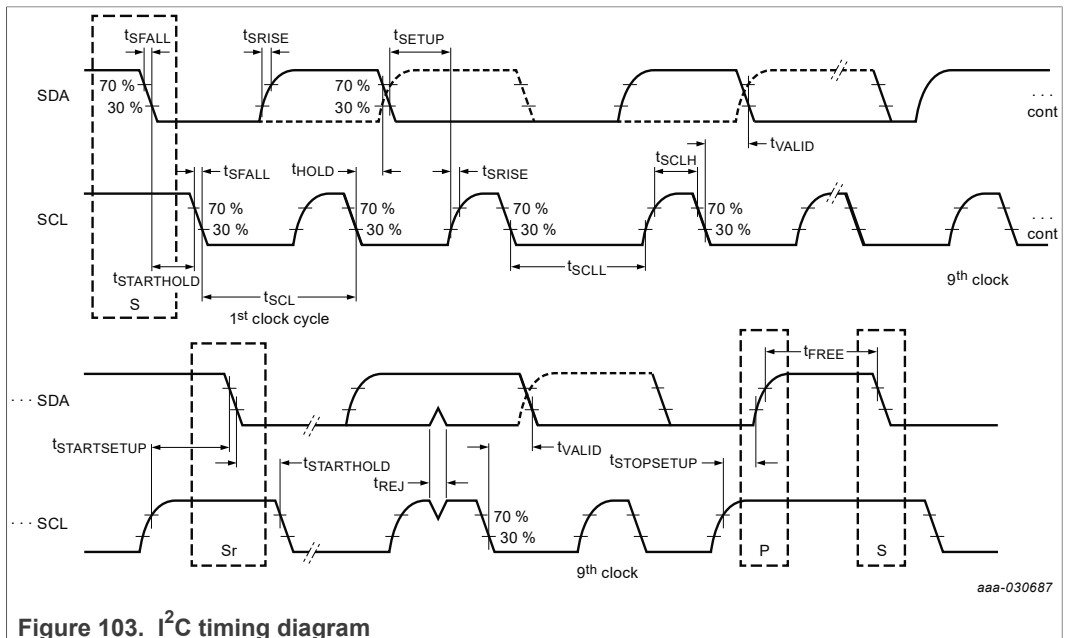 tSFALL tSRISE tSETUP
70 % 70 %
SDA
30 % 30 %
. . .
cont
tVALID
tSFALL tHOLD tSRISE tSCLH
70 % 70 % 70 %
SCL
30 % 30 % 30 %
. . .
cont
tSTARTHOLD
S
tSCL
1st clock cycle
tSCLL
9th clock
tFREE
. . . SDA
tSTARTSETUP
tSTARTHOLD
tREJ
tVALID
tSTOPSETUP
70 %
. . . SCL
30 %
Sr
9th clock
P S
aaa-030687
Figure 103. I2C timing diagram